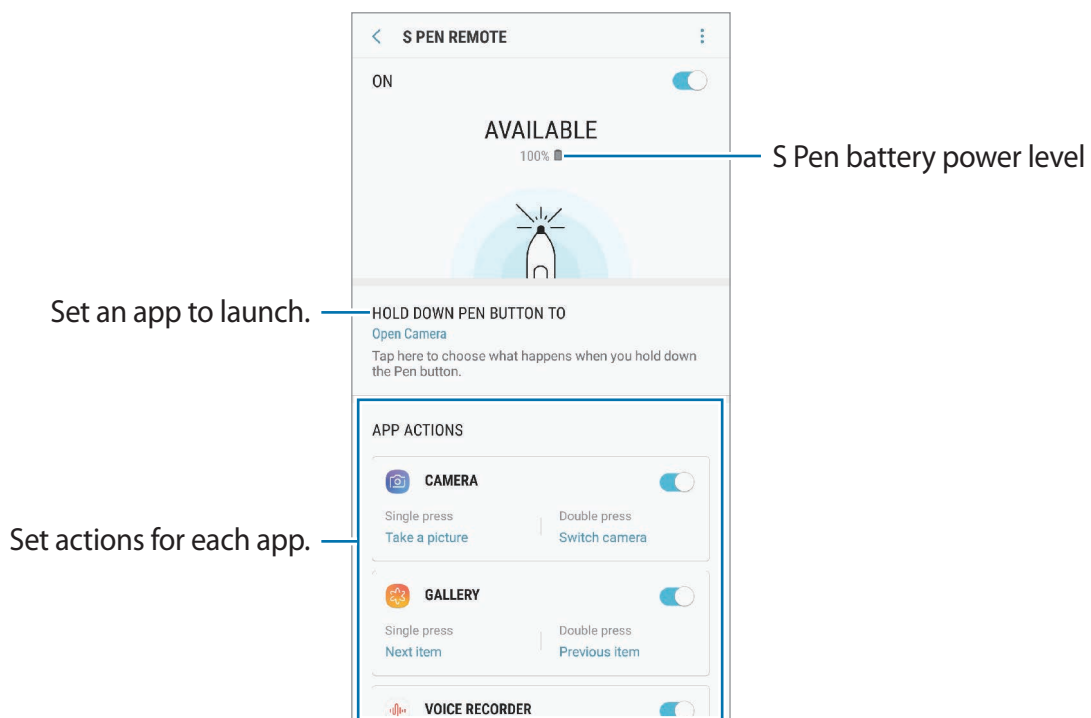 S PEN REMOTE
ON
AVAILABLE
100%
S Pen battery power level
Set an app to launch.
HOLD DOWN PEN BUTTON TO
Open Camera
Tap here to choose what happens when you hold down
the Pen button.
APP ACTIONS
CAMERA
Single press Double press
Take a picture Switch camera
Set actions for each app.
GALLERY
Single press Double press
Next item Previous item
VOICE RECORDER